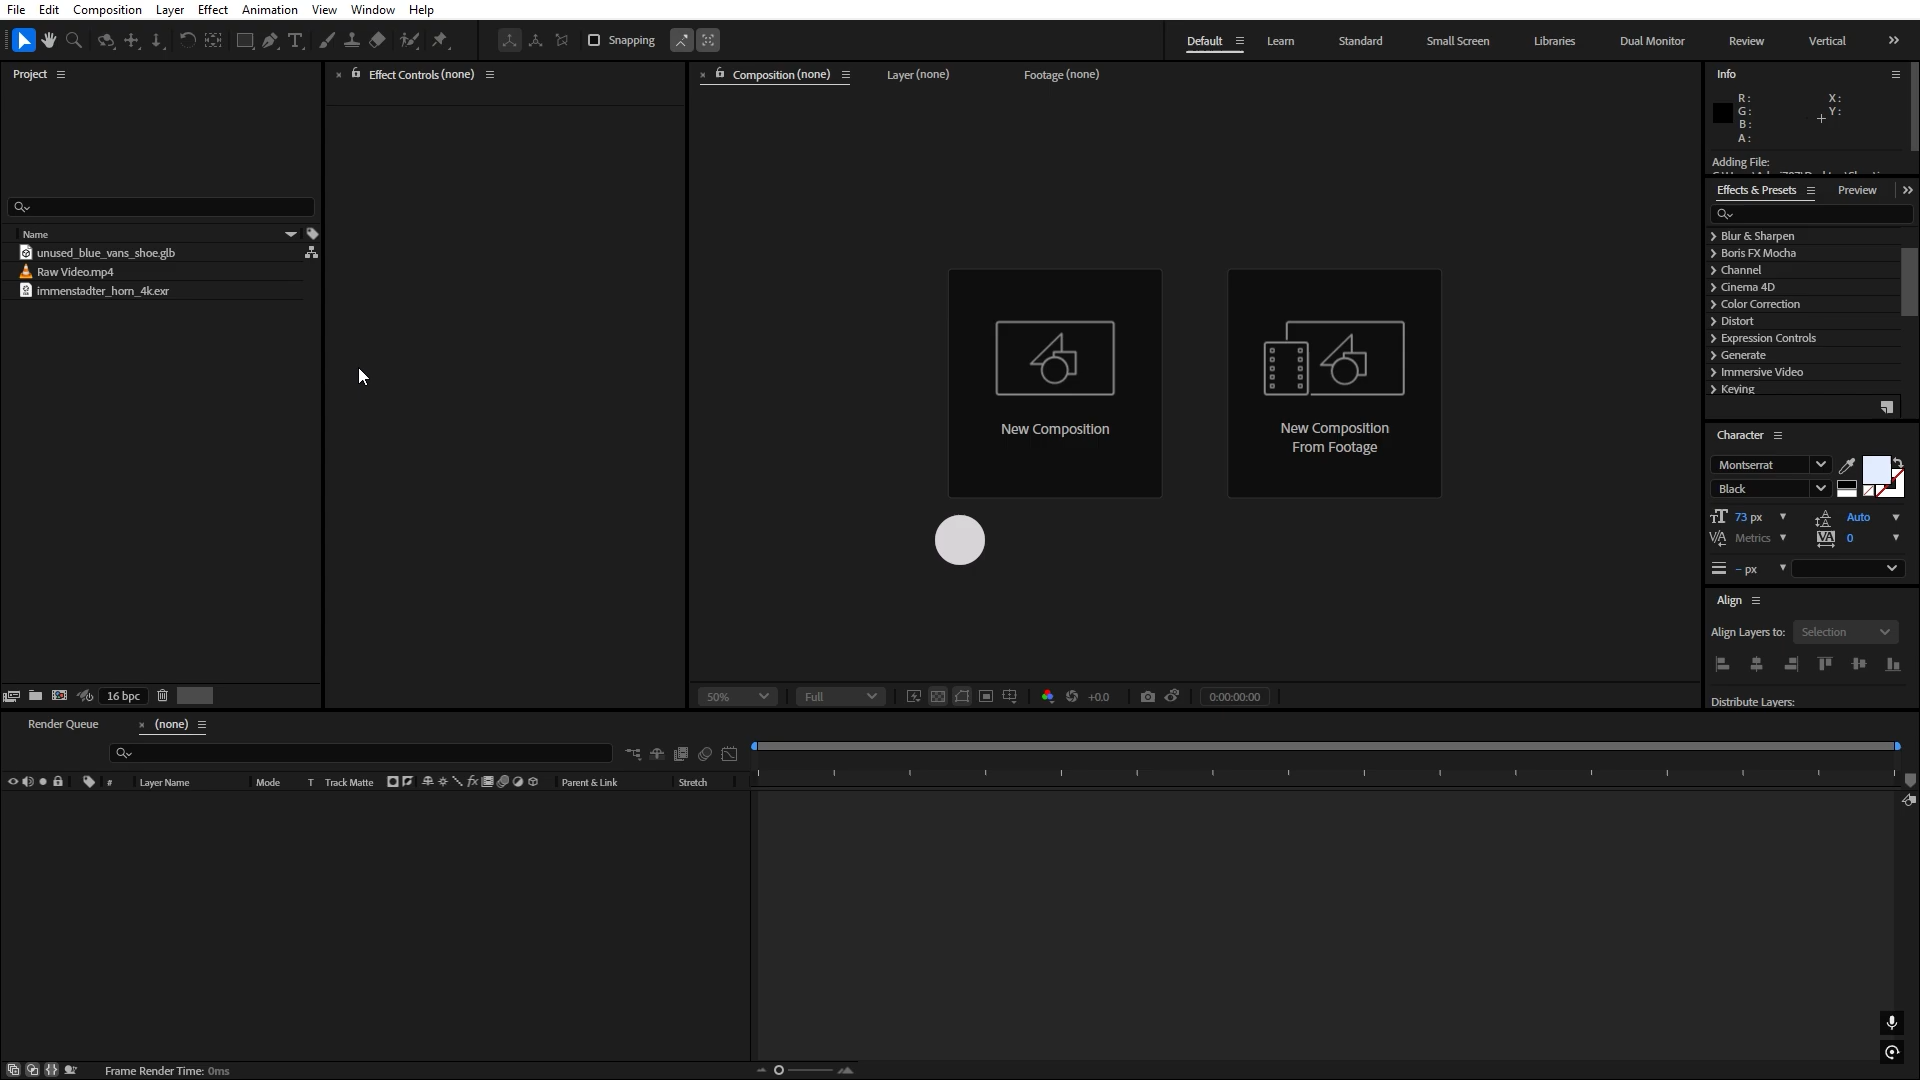 File Edit Composition Layer Effect Animation View Window Help
Snapping
Default Learn Standard Small Screen Libraries Dual Monitor Review Vertical
Project
Effect Controls (none)
Composition (none) Layer (none) Footage (none)
Info
R: X:
G: Y:
B:
A:
Adding File:
Effects & Presets Preview
Name
unused_blue_vans_shoe.glb
Raw Video.mp4
immenstadter_horn_4k.exr
Blur & Sharpen
Boris FX Mocha
Channel
Cinema 4D
Color Correction
Distort
Expression Controls
Generate
Immersive Video
Keying
New Composition
New Composition
From Footage
Character
Montserrat
Black
73 px Auto
Metrics 0
- px
Align
Align Layers to: Selection
Distribute Layers:
16 bpc
50% Full +0.0 0:00:00:00
Render Queue (none)
# Layer Name Mode T Track Matte Parent & Link Stretch
Frame Render Time: 0ms